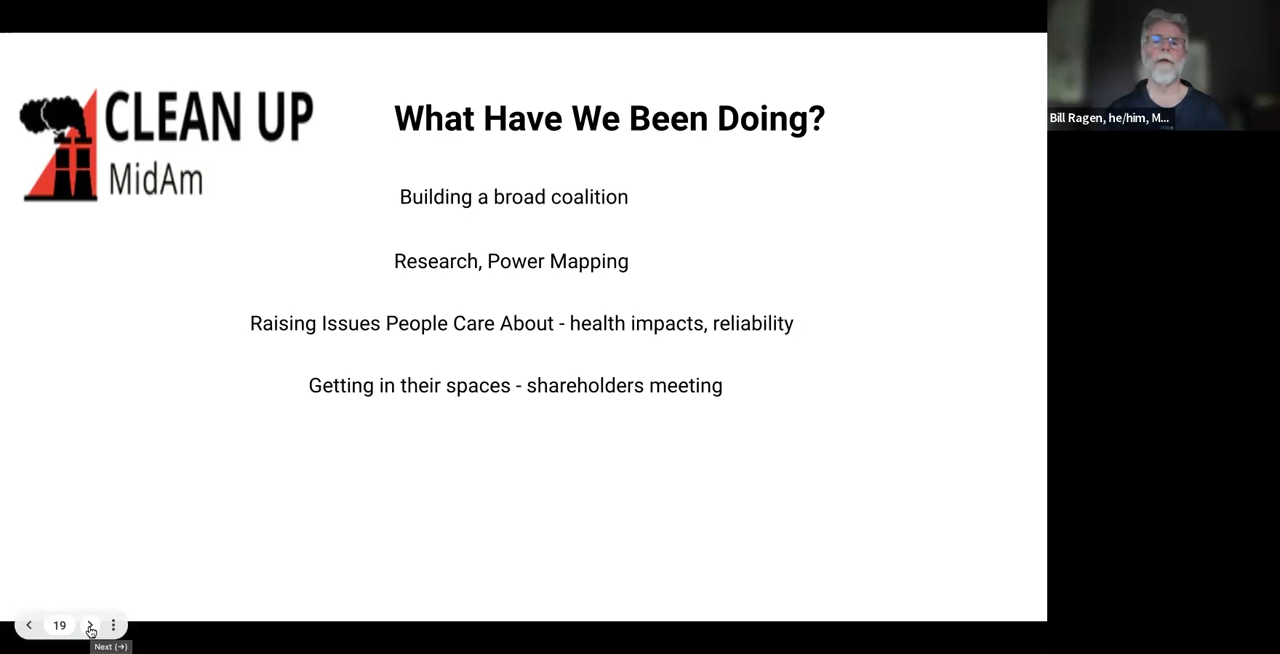 CLEAN UP
MidAm
What Have We Been Doing?
Building a broad coalition
Research, Power Mapping
Raising Issues People Care About - health impacts, reliability
Getting in their spaces - shareholders meeting
Bill Ragen, he/him, M...
19
Next (→)